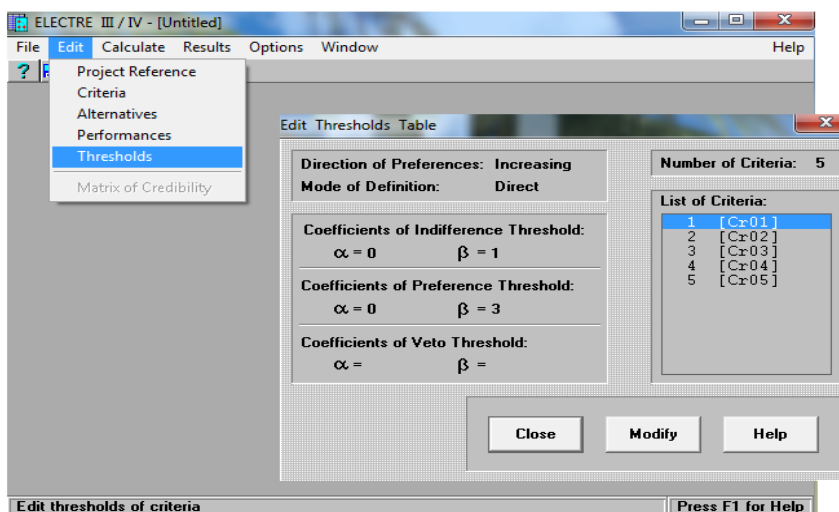 ELECTRE III / IV - [Untitled]
File Edit Calculate Results Options Window Help
?
Project Reference
Criteria
Alternatives
Performances
Thresholds
Matrix of Credibility
Edit Thresholds Table
Direction of Preferences: Increasing
Mode of Definition: Direct
Number of Criteria: 5
List of Criteria:
1 [Cr01]
2 [Cr02]
3 [Cr03]
4 [Cr04]
5 [Cr05]
Coefficients of Indifference Threshold:
α = 0 β = 1
Coefficients of Preference Threshold:
α = 0 β = 3
Coefficients of Veto Threshold:
α = β =
Close Modify Help
Edit thresholds of criteria Press F1 for Help